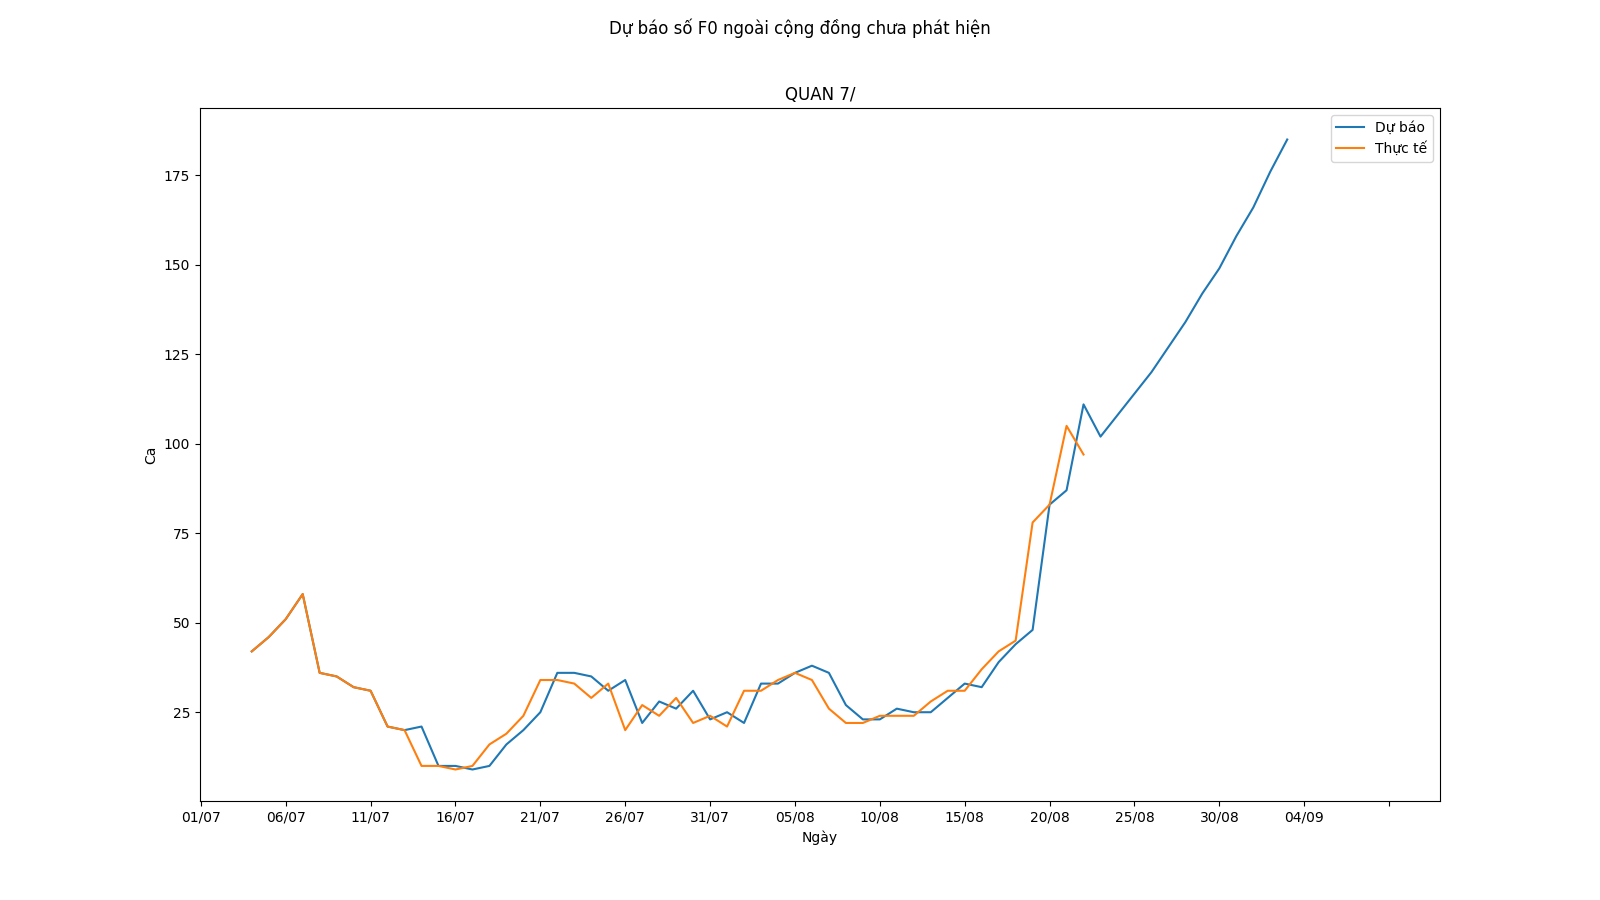 Dự báo số F0 ngoài cộng đồng chưa phát hiện
QUAN 7/
Dự báo
Thực tế
175
150
125
100
75
50
25
Ca
01/07 06/07 11/07 16/07 21/07 26/07 31/07 05/08 10/08 15/08 20/08 25/08 30/08 04/09
Ngày